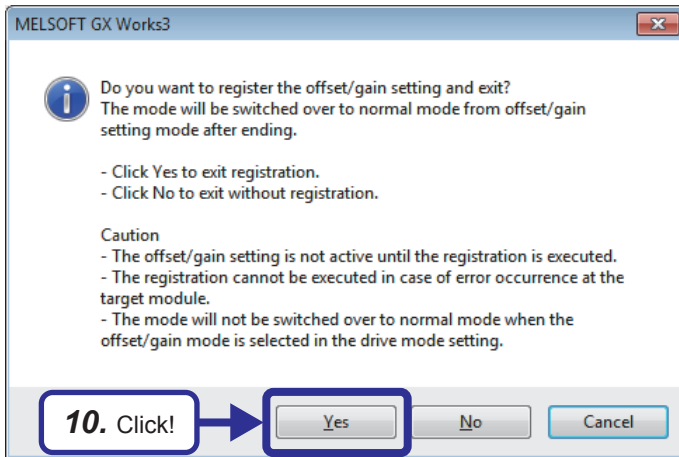 MELSOFT GX Works3
Do you want to register the offset/gain setting and exit?
The mode will be switched over to normal mode from offset/gain
setting mode after ending.
- Click Yes to exit registration.
- Click No to exit without registration.
Caution
- The offset/gain setting is not active until the registration is executed.
- The registration cannot be executed in case of error occurrence at the
target module.
- The mode will not be switched over to normal mode when the
offset/gain mode is selected in the drive mode setting.
10. Click!
Yes
No
Cancel